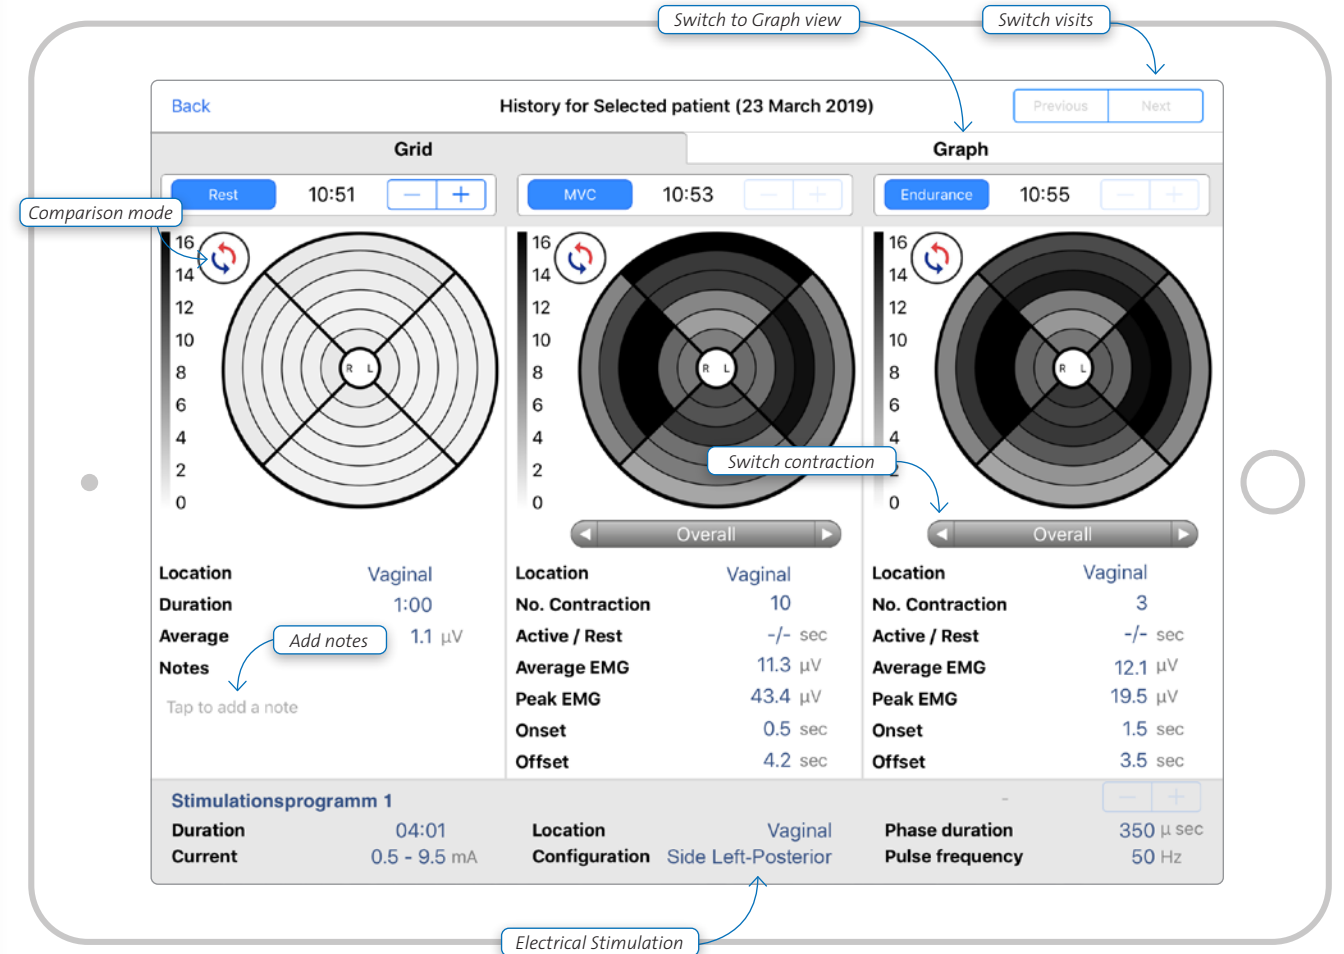 Switch to Graph view
Switch visits
Back
History for Selected patient (23 March 2019)
Previous
Next
Grid
Graph
Rest
10:51
MVC
10:53
Endurance
10:55
Comparison mode
16
14
12
10
8
6
4
2
0
R L
16
14
12
10
8
6
4
2
0
R L
16
14
12
10
8
6
4
2
0
R L
Switch contraction
Overall
Overall
Location Vaginal
Duration 1:00
Average 1.1 µV
Add notes
Notes
Tap to add a note
Location Vaginal
No. Contraction 10
Active / Rest -/- sec
Average EMG 11.3 µV
Peak EMG 43.4 µV
Onset 0.5 sec
Offset 4.2 sec
Location Vaginal
No. Contraction 3
Active / Rest -/- sec
Average EMG 12.1 µV
Peak EMG 19.5 µV
Onset 1.5 sec
Offset 3.5 sec
Stimulationsprogramm 1 -
Duration 04:01
Current 0.5 - 9.5 mA
Location Vaginal
Configuration Side Left-Posterior
Phase duration 350 µ sec
Pulse frequency 50 Hz
Electrical Stimulation